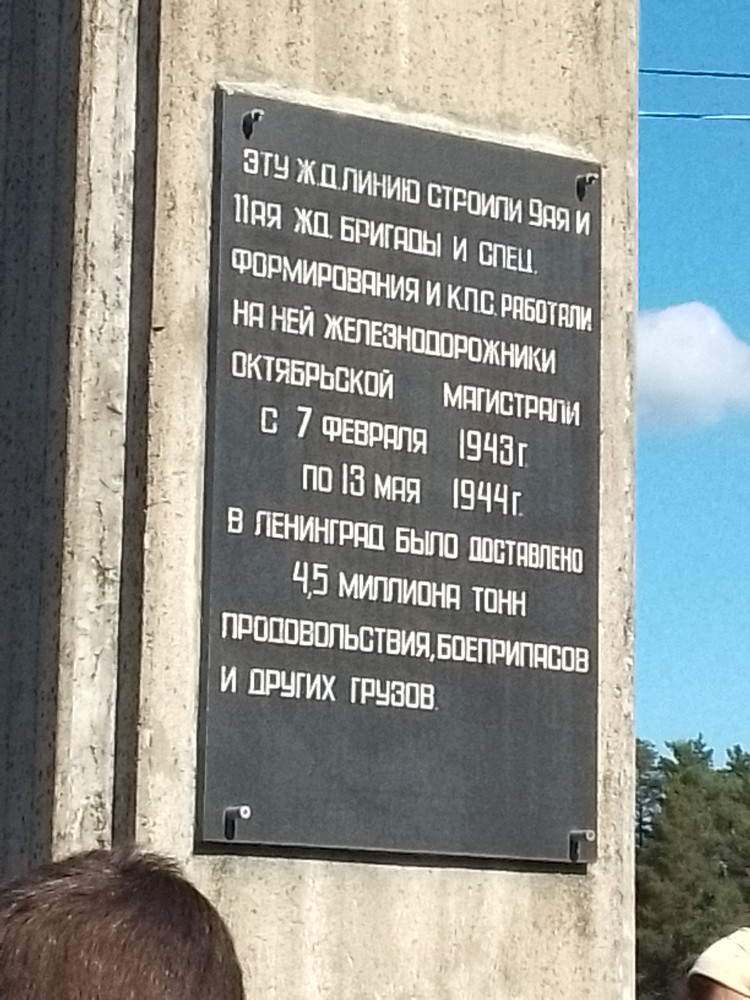 ЭТУ Ж.Д.ЛИНИЮ СТРОИЛИ 9АЯ И
11АЯ ЖД. БРИГАДЫ И СПЕЦ.
ФОРМИРОВАНИЯ И К.П.С. РАБОТАЛИ
НА НЕЙ ЖЕЛЕЗНОДОРОЖНИКИ
ОКТЯБРЬСКОЙ МАГИСТРАЛИ
С 7 ФЕВРАЛЯ 1943 г.
ПО 13 МАЯ 1944 г.
В ЛЕНИНГРАД БЫЛО ДОСТАВЛЕНО
4,5 МИЛЛИОНА ТОНН
ПРОДОВОЛЬСТВИЯ, БОЕПРИПАСОВ
И ДРУГИХ ГРУЗОВ.